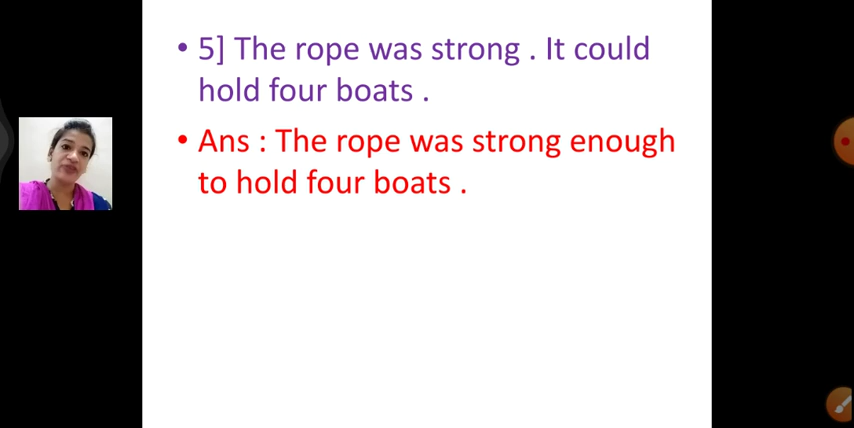 • 5] The rope was strong . It could
hold four boats .
• Ans : The rope was strong enough
to hold four boats .